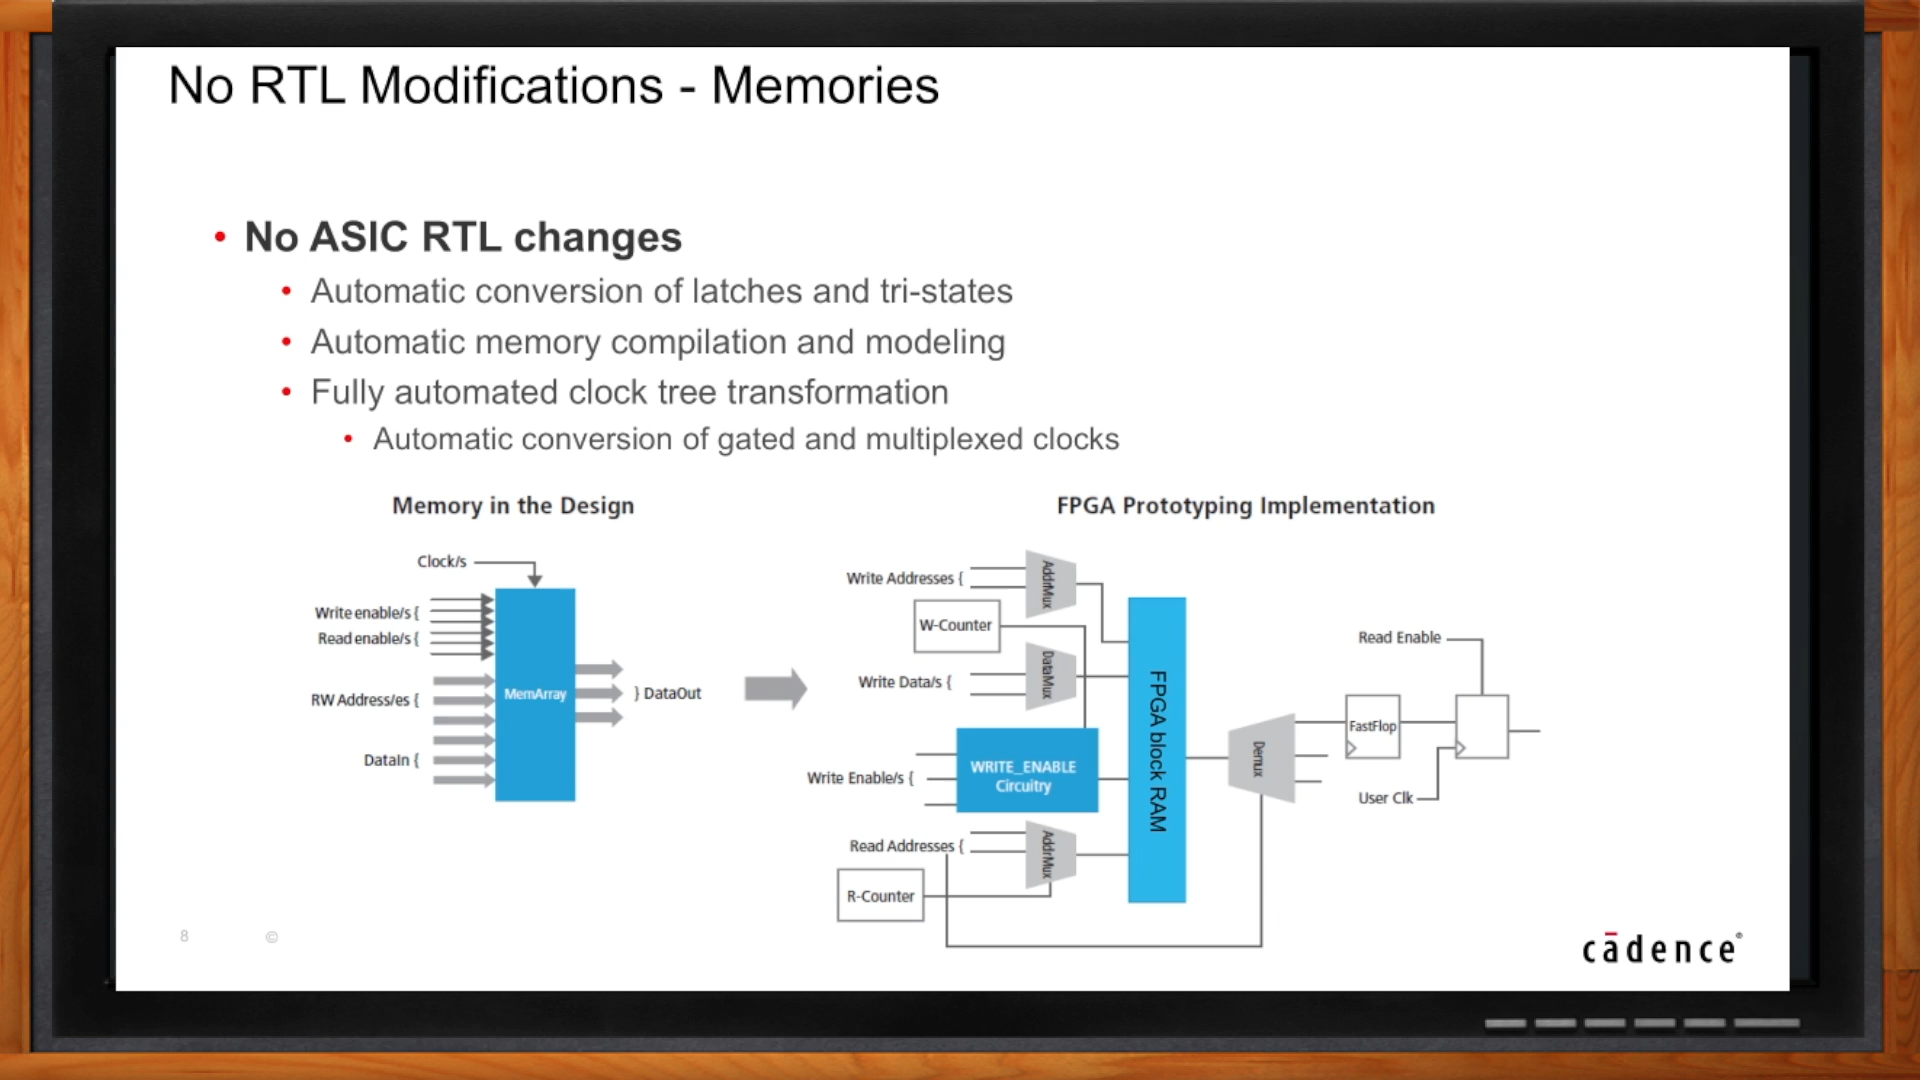 No RTL Modifications - Memories
• No ASIC RTL changes
• Automatic conversion of latches and tri-states
• Automatic memory compilation and modeling
• Fully automated clock tree transformation
• Automatic conversion of gated and multiplexed clocks
Memory in the Design
Clock/s
Write enable/s {
Read enable/s {
RW Address/es {
DataIn {
MemArray
} DataOut
FPGA Prototyping Implementation
Write Addresses {
AddrMux
W-Counter
Write Data/s {
DataMux
Write Enable/s {
WRITE_ENABLE
Circuitry
Read Addresses {
AddrMux
R-Counter
FPGA block RAM
Demux
FastFlop
Read Enable
User Clk
8
©
cādence®